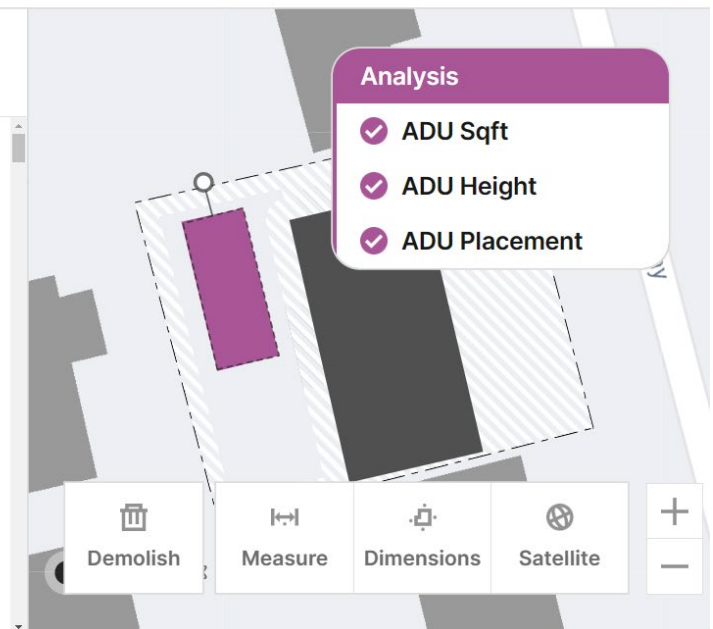 Analysis
ADU Sqft
ADU Height
ADU Placement
Demolish
Measure
Dimensions
Satellite